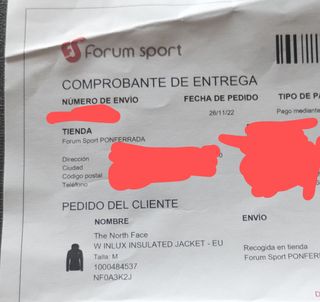 Forum sport
COMPROBANTE DE ENTREGA
NÚMERO DE ENVÍO FECHA DE PEDIDO TIPO DE PA
26/11/22 Pago mediante
TIENDA
Forum Sport PONFERRADA
Dirección
Ciudad
Código postal
Teléfono
PEDIDO DEL CLIENTE
NOMBRE ENVÍO
The North Face
W INLUX INSULATED JACKET - EU
Talla: M
1000484537
NF0A3K2J
Recogida en tienda
Forum Sport PONFERR